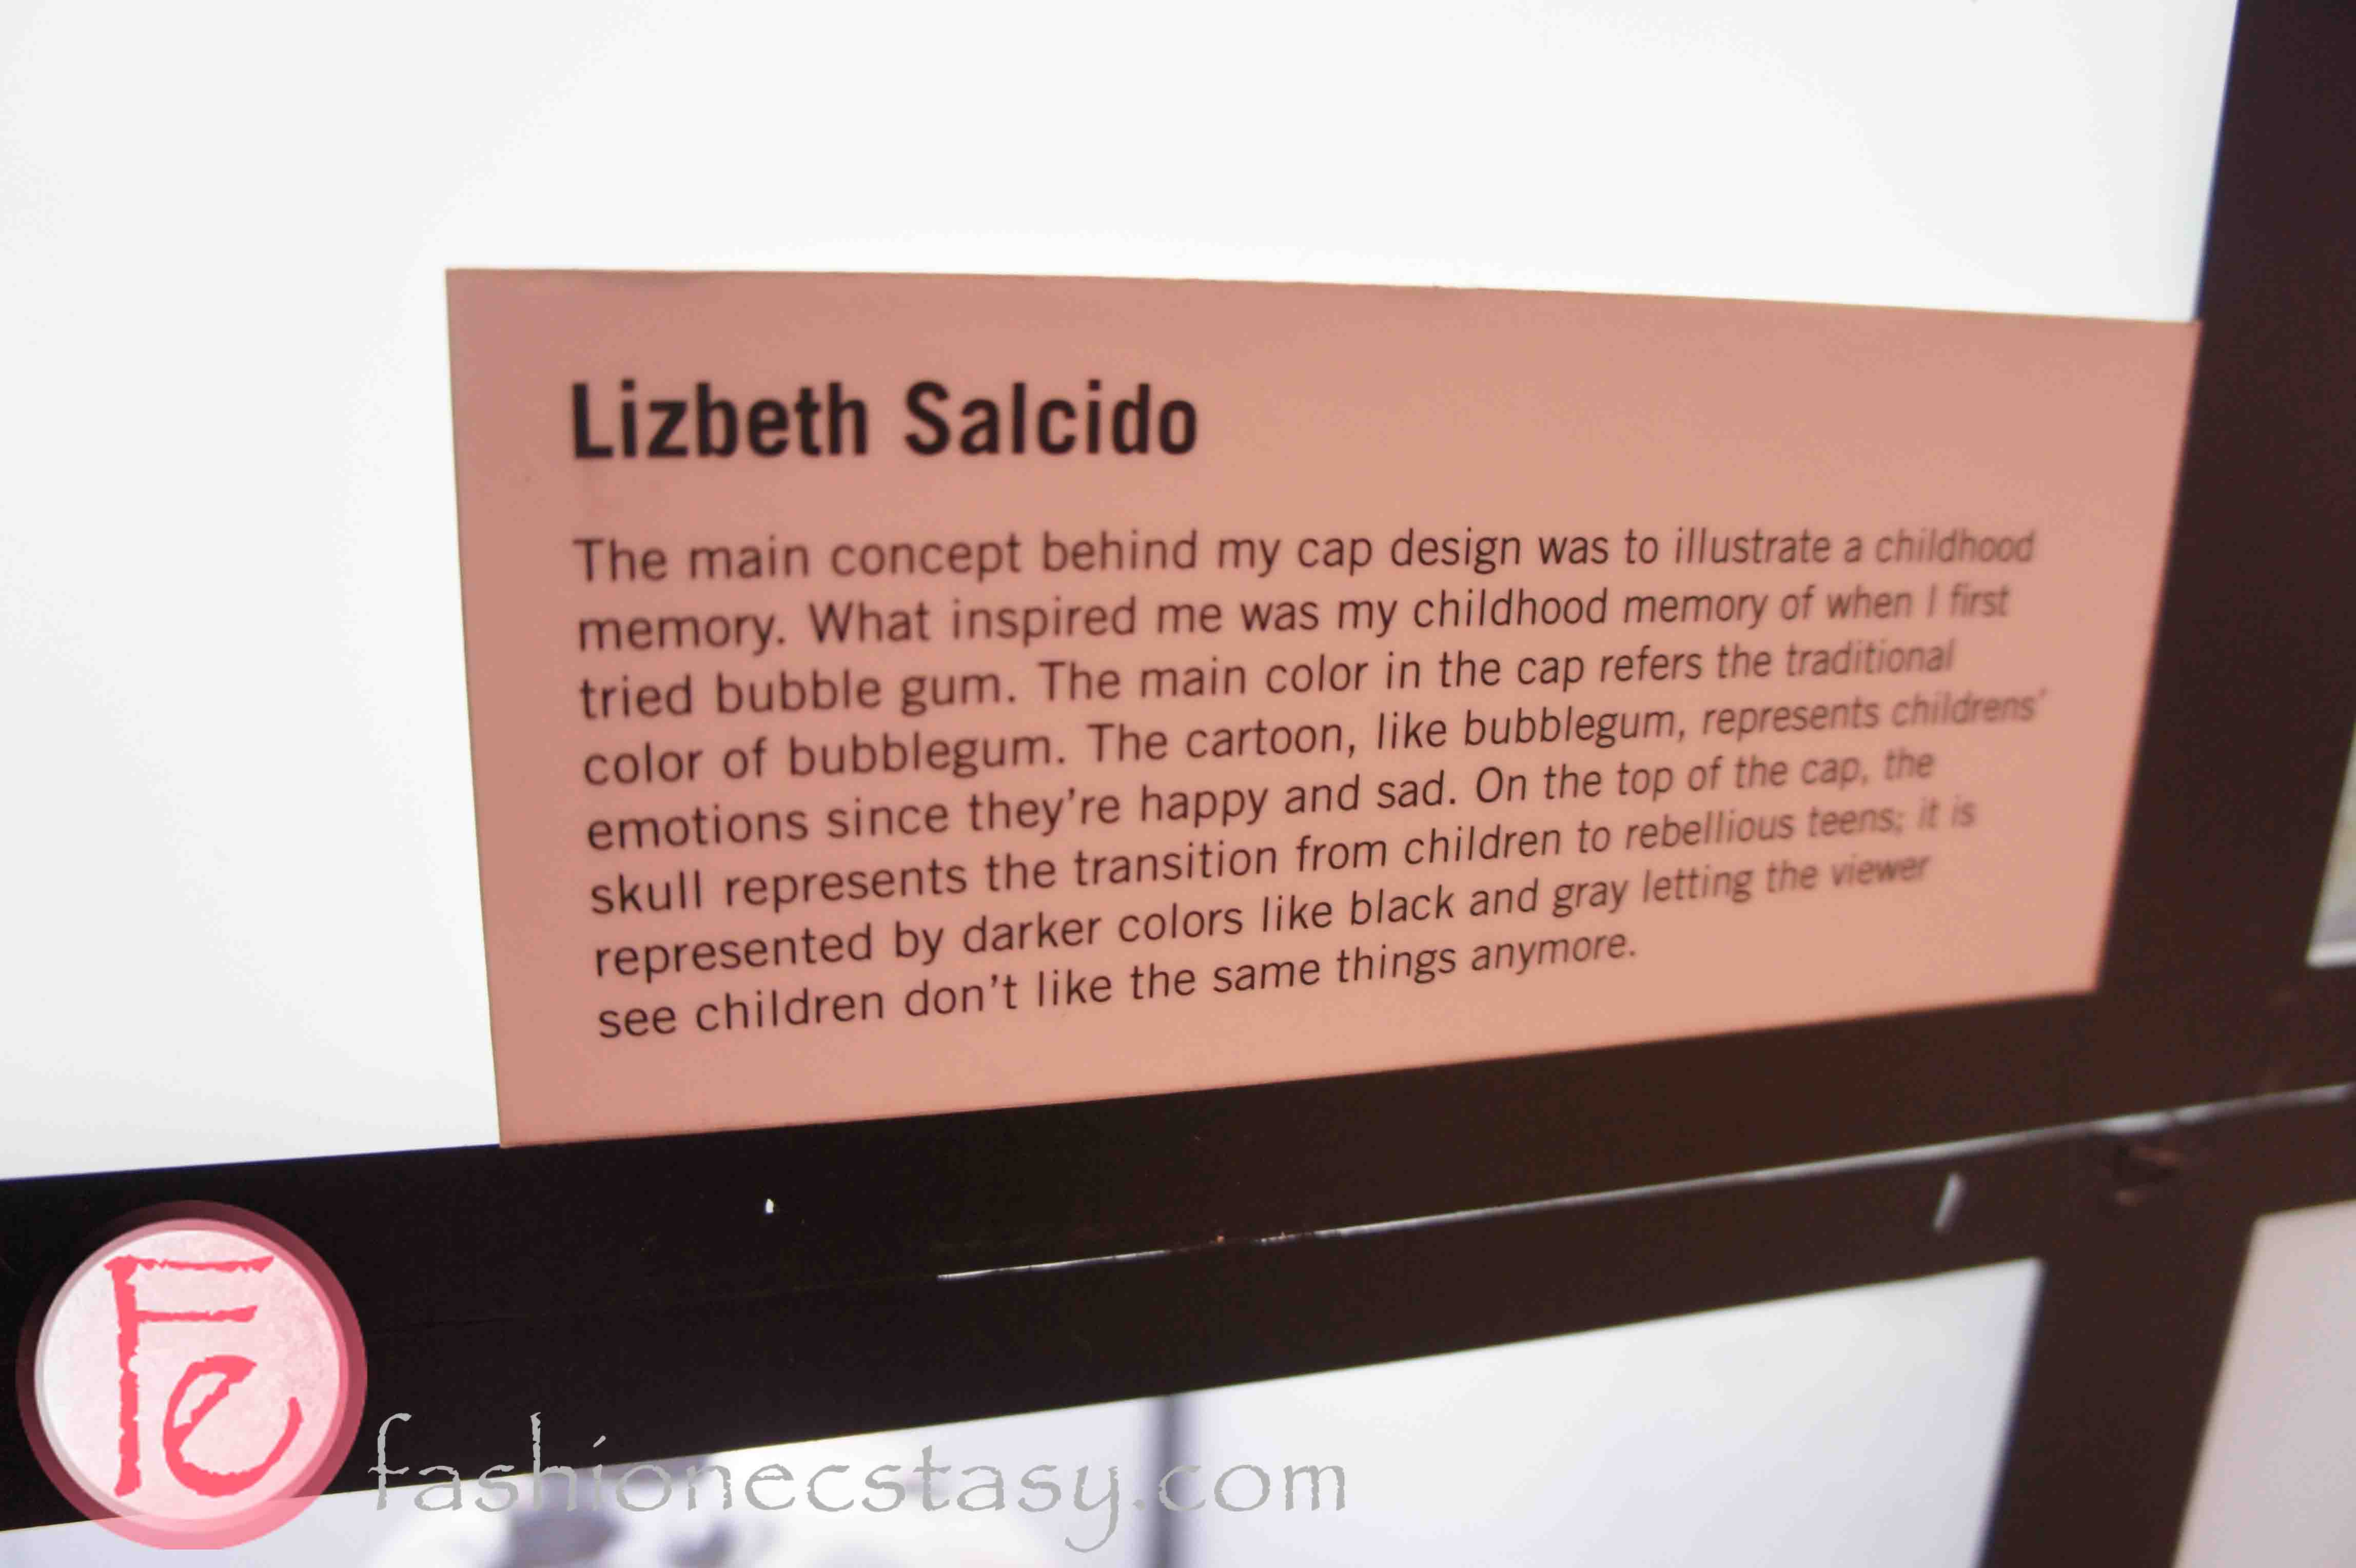 Lizbeth Salcido
The main concept behind my cap design was to illustrate a childhood
memory. What inspired me was my childhood memory of when I first
tried bubble gum. The main color in the cap refers the traditional
color of bubblegum. The cartoon, like bubblegum, represents childrens'
emotions since they're happy and sad. On the top of the cap, the
skull represents the transition from children to rebellious teens; it is
represented by darker colors like black and gray letting the viewer
see children don't like the same things anymore.
Fe
fashionecstasy.com